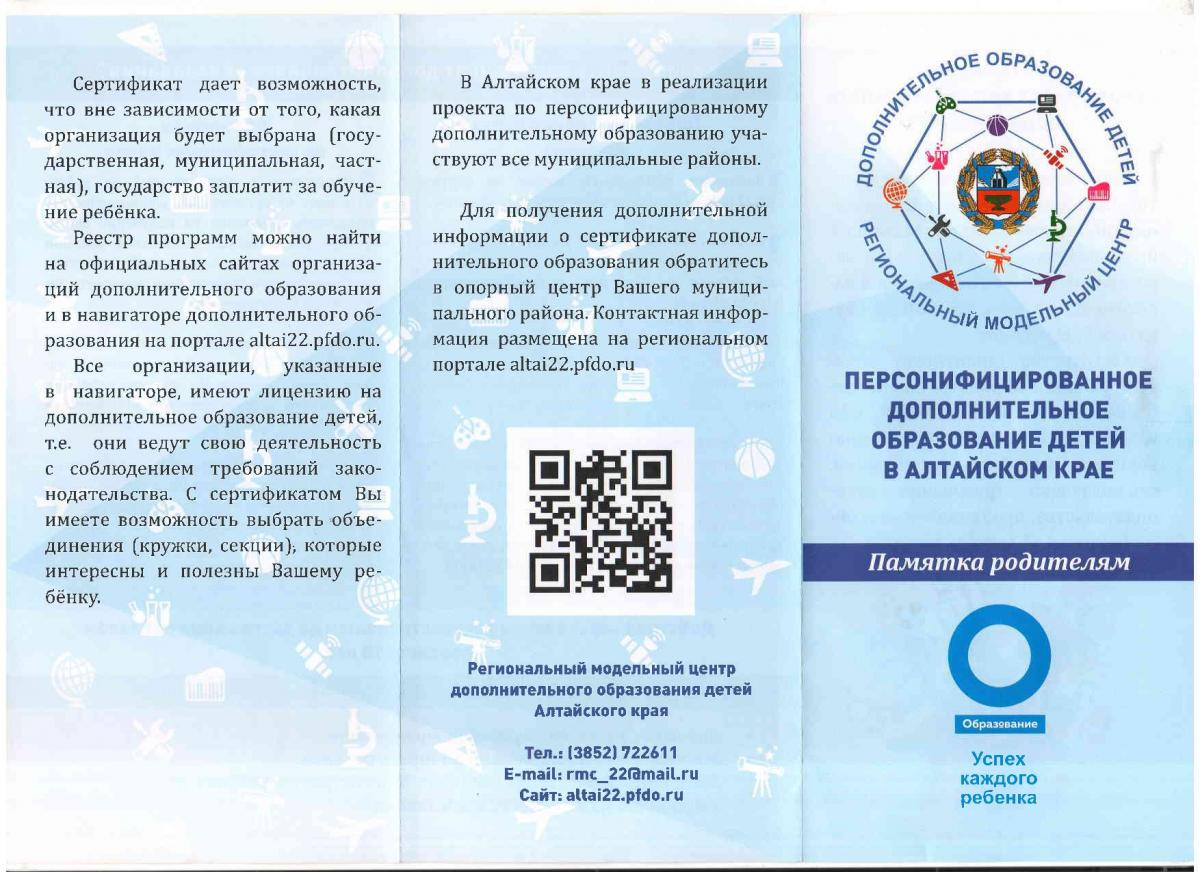 Сертификат дает возможность,
что вне зависимости от того, какая
организация будет выбрана (госу-
дарственная, муниципальная, част-
ная), государство заплатит за обуче-
ние ребёнка.
Реестр программ можно найти
на официальных сайтах организа-
ций дополнительного образования
и в навигаторе дополнительного об-
разования на портале altai22.pfdo.ru.
Все организации, указанные
в навигаторе, имеют лицензию на
дополнительное образование детей,
т.е. они ведут свою деятельность
с соблюдением требований зако-
нодательства. С сертификатом Вы
имеете возможность выбрать объе-
динения (кружки, секции), которые
интересны и полезны Вашему ре-
бёнку.
В Алтайском крае в реализации
проекта по персонифицированному
дополнительному образованию уча-
ствуют все муниципальные районы.
Для получения дополнительной
информации о сертификате допол-
нительного образования обратитесь
в опорный центр Вашего муници-
пального района. Контактная инфор-
мация размещена на региональном
портале altai22.pfdo.ru
Региональный модельный центр
дополнительного образования детей
Алтайского края
Тел.: (3852) 722611
E-mail: rmc_22@mail.ru
Сайт: altai22.pfdo.ru
ДОПОЛНИТЕЛЬНОЕ ОБРАЗОВАНИЕ ДЕТЕЙ
РЕГИОНАЛЬНЫЙ МОДЕЛЬНЫЙ ЦЕНТР
ПЕРСОНИФИЦИРОВАННОЕ
ДОПОЛНИТЕЛЬНОЕ
ОБРАЗОВАНИЕ ДЕТЕЙ
В АЛТАЙСКОМ КРАЕ
Памятка родителям
Образование
Успех
каждого
ребенка